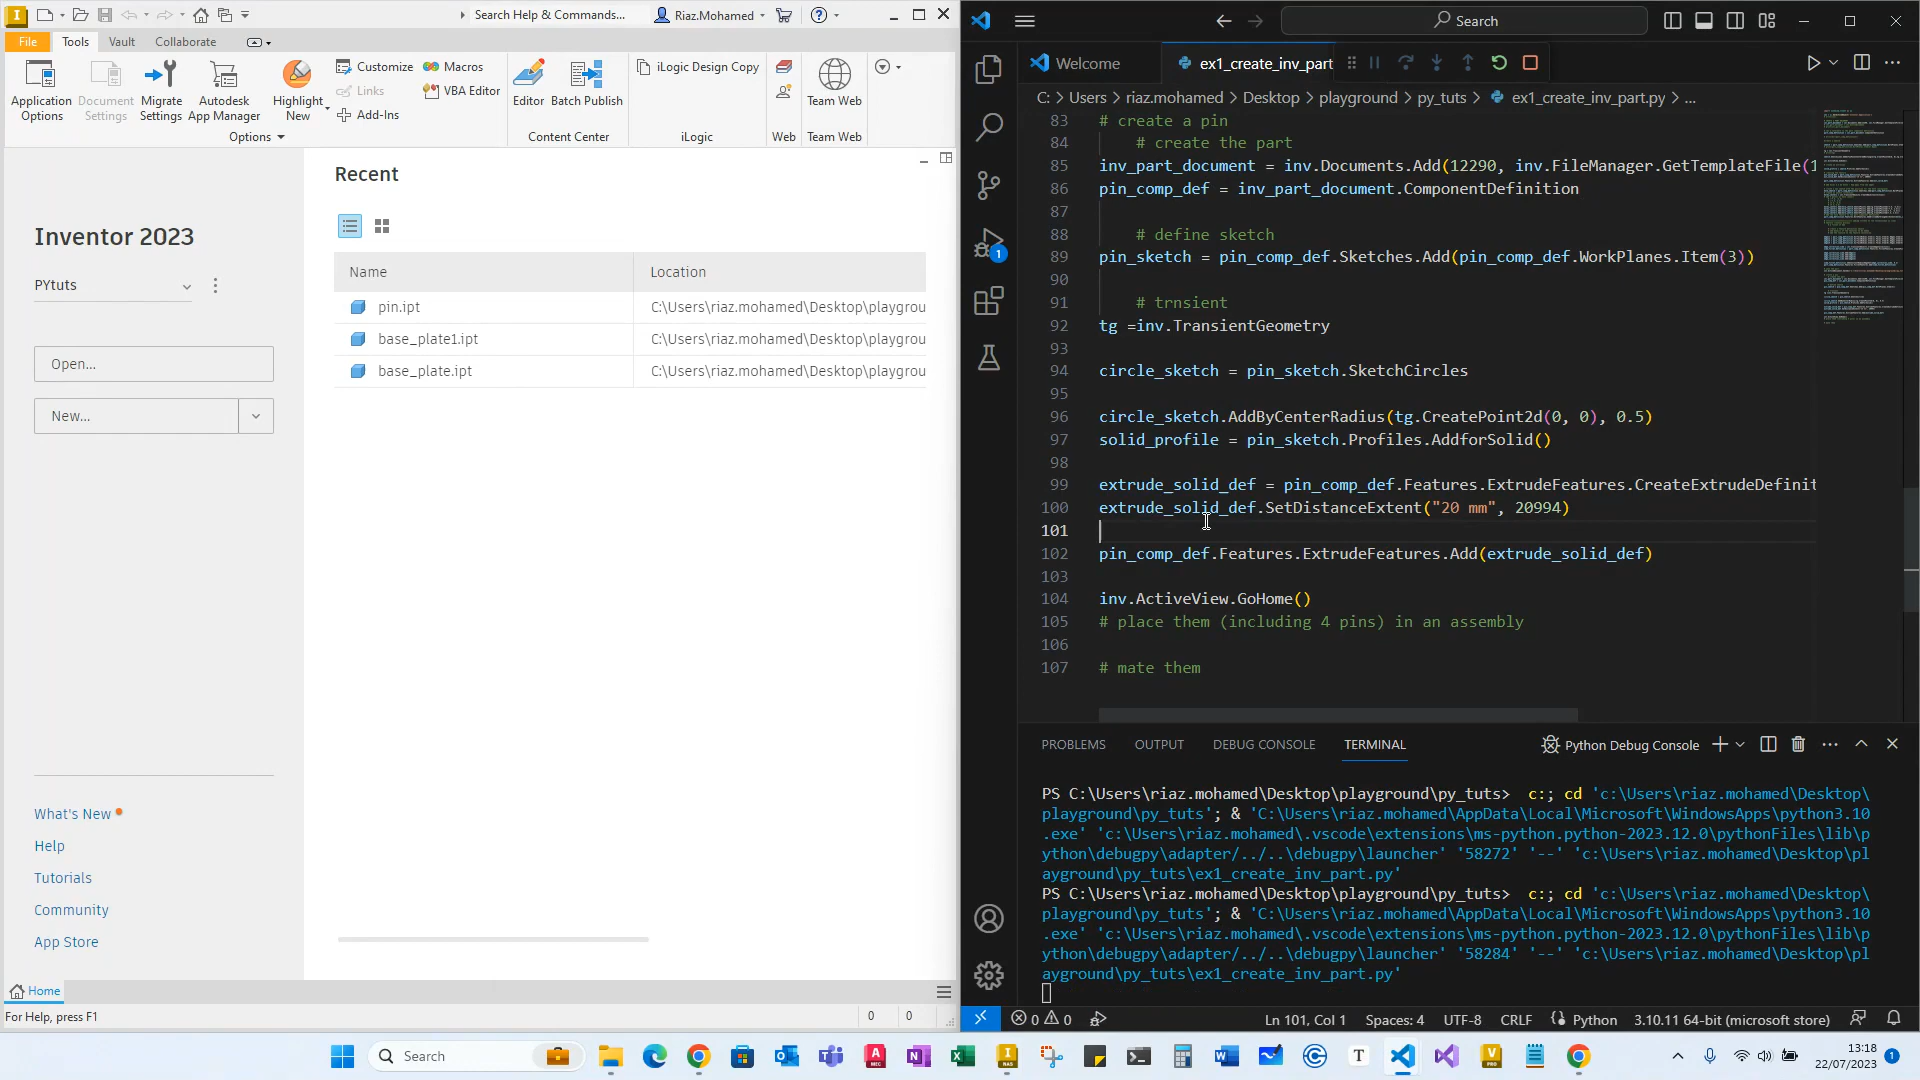 Search Help & Commands...
Riaz.Mohamed
File
Tools
Vault
Collaborate
Application Options
Document Settings
Migrate Settings
Autodesk App Manager
Highlight New
Customize
Links
Add-Ins
Macros
VBA Editor
Options
Editor
Batch Publish
Content Center
iLogic Design Copy
iLogic
Web
Team Web
Team Web
Inventor 2023
PYtuts
Open...
New...
What's New
Help
Tutorials
Community
App Store
Recent
Name
Location
pin.ipt
C:\Users\riaz.mohamed\Desktop\playgrou
base_plate1.ipt
C:\Users\riaz.mohamed\Desktop\playgrou
base_plate.ipt
C:\Users\riaz.mohamed\Desktop\playgrou
Home
For Help, press F1
0
0
Search
Welcome
ex1_create_inv_part
C: > Users > riaz.mohamed > Desktop > playground > py_tuts > ex1_create_inv_part.py > ...
83 # create a pin
84 # create the part
85 inv_part_document = inv.Documents.Add(12290, inv.FileManager.GetTemplateFile(1
86 pin_comp_def = inv_part_document.ComponentDefinition
87
88 # define sketch
89 pin_sketch = pin_comp_def.Sketches.Add(pin_comp_def.WorkPlanes.Item(3))
90
91 # trnsient
92 tg =inv.TransientGeometry
93
94 circle_sketch = pin_sketch.SketchCircles
95
96 circle_sketch.AddByCenterRadius(tg.CreatePoint2d(0, 0), 0.5)
97 solid_profile = pin_sketch.Profiles.AddforSolid()
98
99 extrude_solid_def = pin_comp_def.Features.ExtrudeFeatures.CreateExtrudeDefinit
100 extrude_solid_def.SetDistanceExtent("20 mm", 20994)
101
102 pin_comp_def.Features.ExtrudeFeatures.Add(extrude_solid_def)
103
104 inv.ActiveView.GoHome()
105 # place them (including 4 pins) in an assembly
106
107 # mate them
1
PROBLEMS
OUTPUT
DEBUG CONSOLE
TERMINAL
Python Debug Console
PS C:\Users\riaz.mohamed\Desktop\playground\py_tuts> c:; cd 'c:\Users\riaz.mohamed\Desktop\
playground\py_tuts'; & 'C:\Users\riaz.mohamed\AppData\Local\Microsoft\WindowsApps\python3.10
.exe' 'c:\Users\riaz.mohamed\.vscode\extensions\ms-python.python-2023.12.0\pythonFiles\lib\p
ython\debugpy\adapter/../..\debugpy\launcher' '58272' '--' 'c:\Users\riaz.mohamed\Desktop\pl
ayground\py_tuts\ex1_create_inv_part.py'
PS C:\Users\riaz.mohamed\Desktop\playground\py_tuts> c:; cd 'c:\Users\riaz.mohamed\Desktop\
playground\py_tuts'; & 'C:\Users\riaz.mohamed\AppData\Local\Microsoft\WindowsApps\python3.10
.exe' 'c:\Users\riaz.mohamed\.vscode\extensions\ms-python.python-2023.12.0\pythonFiles\lib\p
ython\debugpy\adapter/../..\debugpy\launcher' '58284' '--' 'c:\Users\riaz.mohamed\Desktop\pl
ayground\py_tuts\ex1_create_inv_part.py'
0
0
Ln 101, Col 1
Spaces: 4
UTF-8
CRLF
Python
3.10.11 64-bit (microsoft store)
Search
13:18
22/07/2023
1